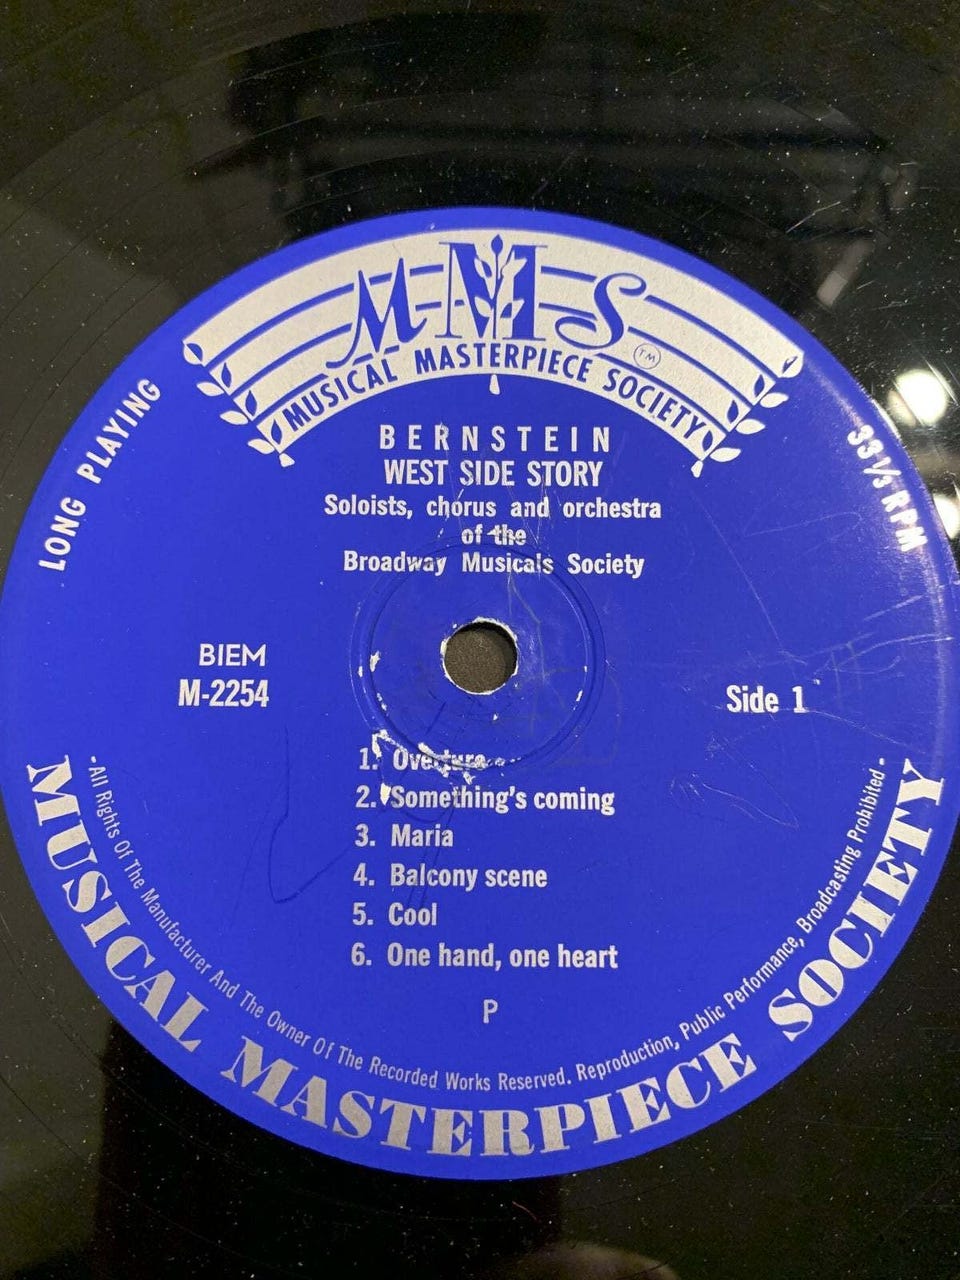 MMS
TM
MUSICAL MASTERPIECE SOCIETY
LONG PLAYING
33 1/3 RPM
BERNSTEIN
WEST SIDE STORY
Soloists, chorus and orchestra
of the
Broadway Musicals Society
BIEM
M-2254
Side 1
1. Overture
2. Something's coming
3. Maria
4. Balcony scene
5. Cool
6. One hand, one heart
P
- All Rights Of The Manufacturer And The Owner Of The Recorded Works Reserved. Reproduction, Public Performance, Broadcasting Prohibited -
MUSICAL MASTERPIECE SOCIETY